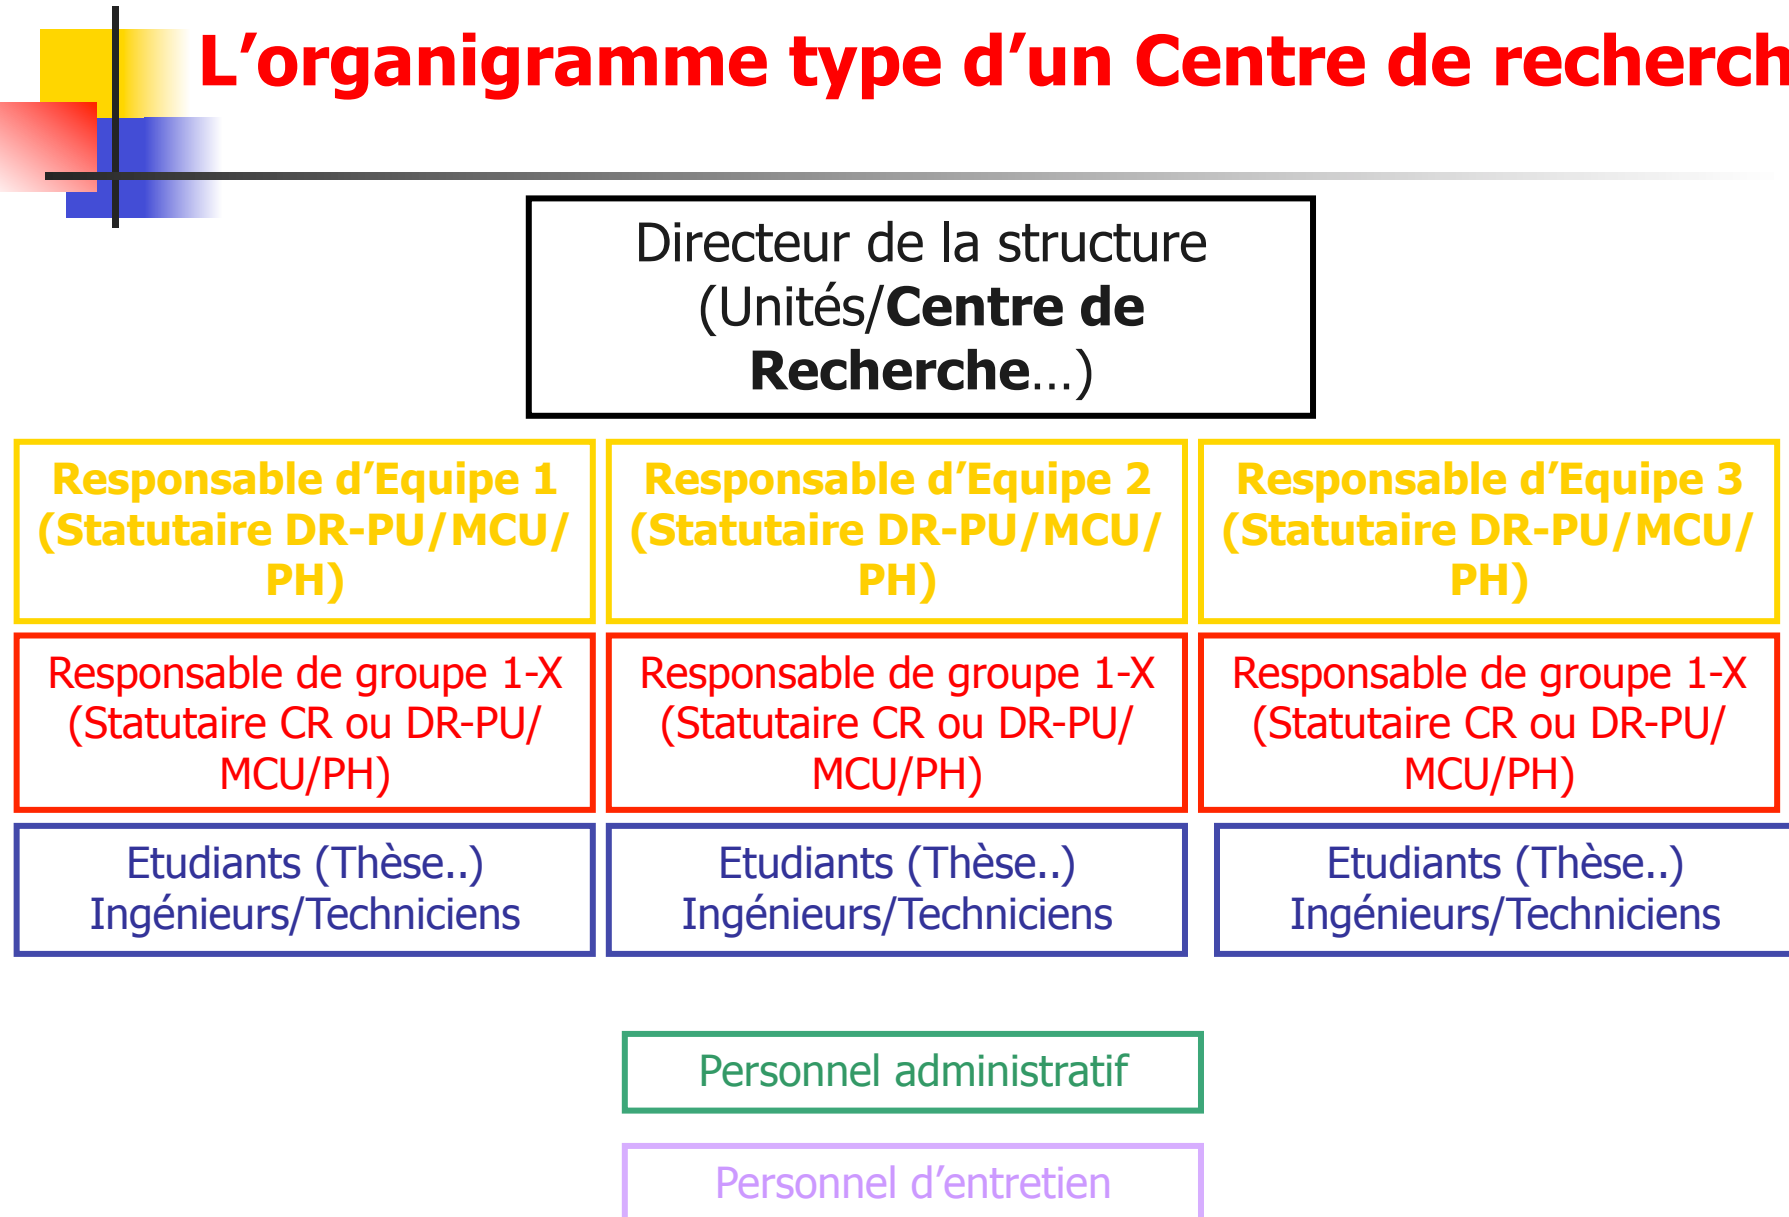 L’organigramme type d’un Centre de recherch
Directeur de la structure
(Unités/Centre de
Recherche…)
Responsable d’Equipe 1
(Statutaire DR-PU/MCU/
PH)
Responsable d’Equipe 2
(Statutaire DR-PU/MCU/
PH)
Responsable d’Equipe 3
(Statutaire DR-PU/MCU/
PH)
Responsable de groupe 1-X
(Statutaire CR ou DR-PU/
MCU/PH)
Responsable de groupe 1-X
(Statutaire CR ou DR-PU/
MCU/PH)
Responsable de groupe 1-X
(Statutaire CR ou DR-PU/
MCU/PH)
Etudiants (Thèse..)
Ingénieurs/Techniciens
Etudiants (Thèse..)
Ingénieurs/Techniciens
Etudiants (Thèse..)
Ingénieurs/Techniciens
Personnel administratif
Personnel d’entretien